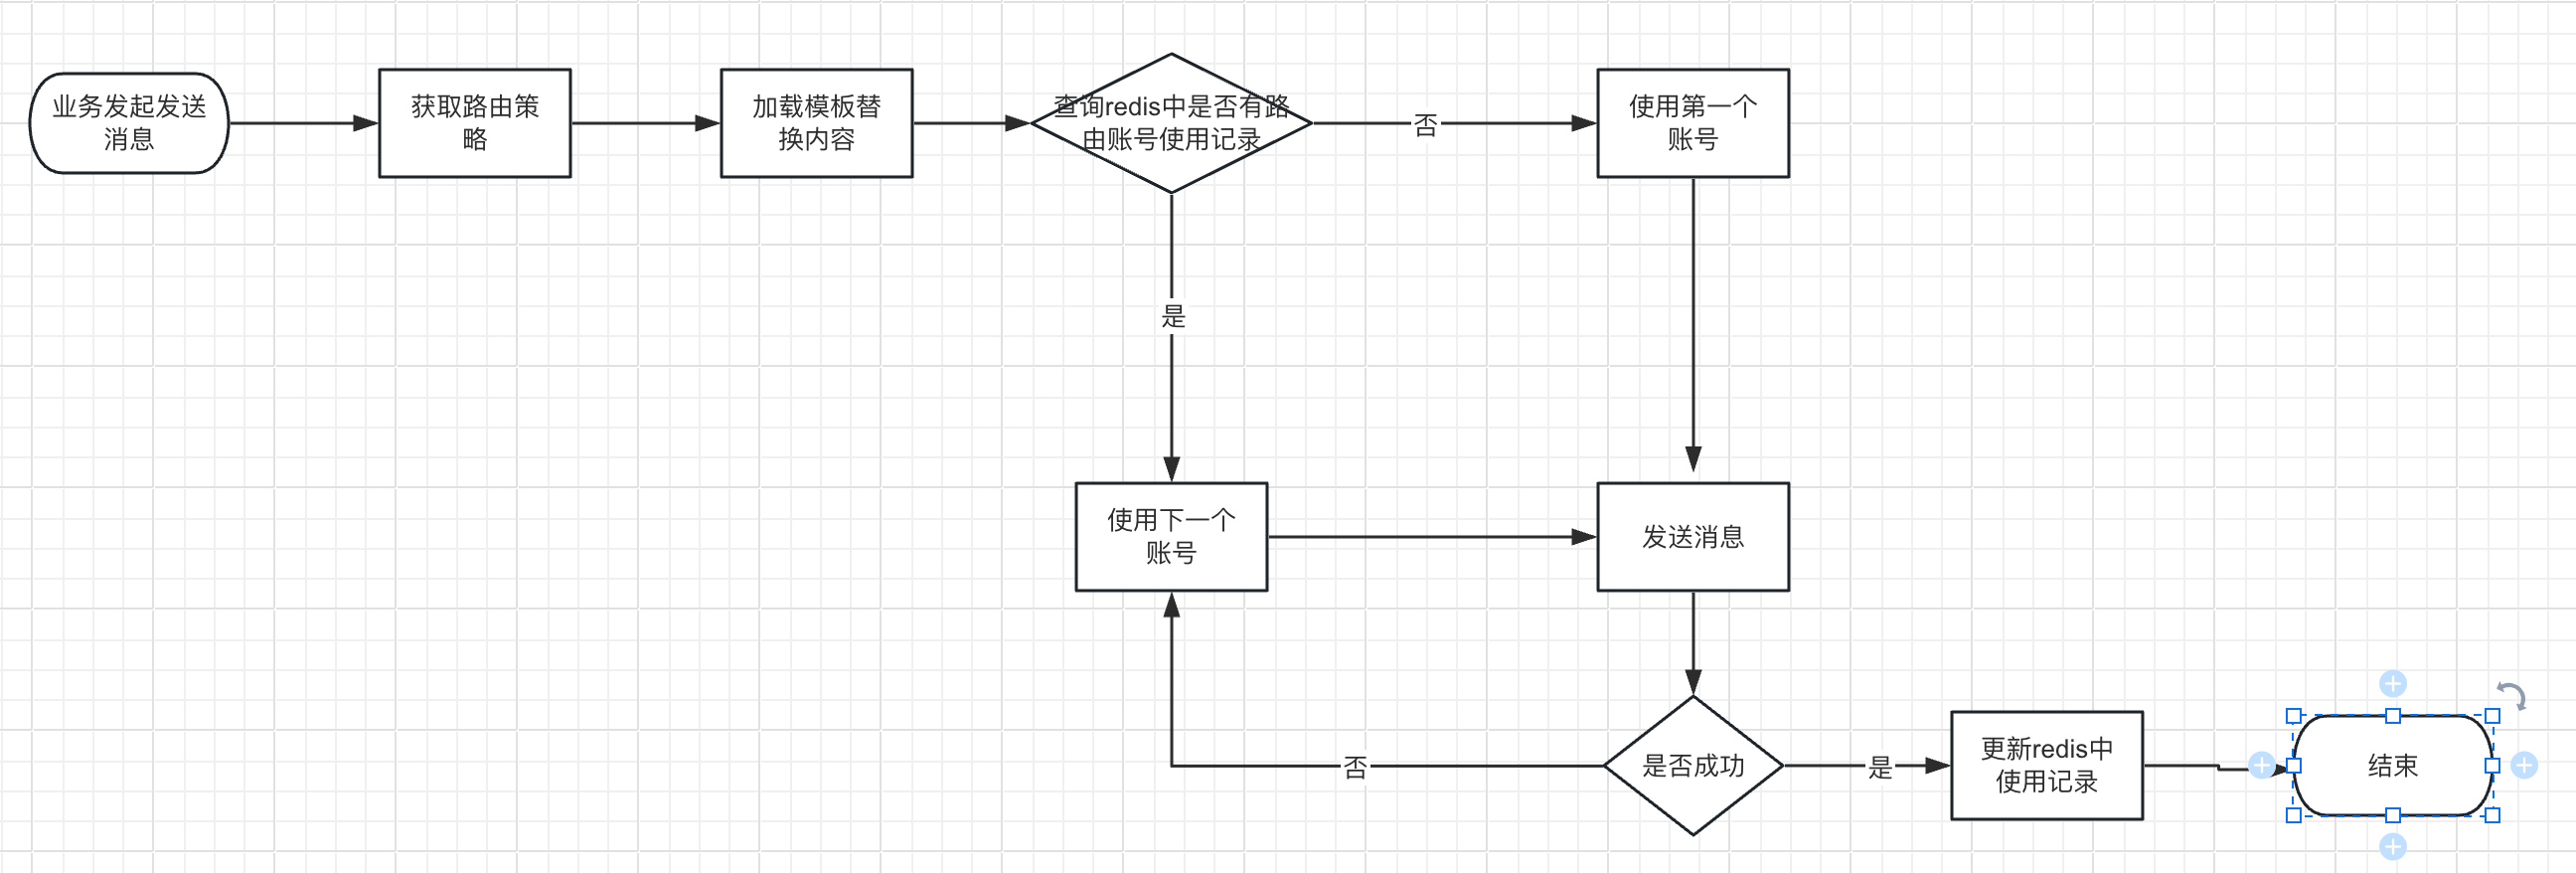 业务发起发送
消息
获取路由策
略
加载模板替
换内容
查询redis中是否有路
由账号使用记录
否
使用第一个
账号
是
使用下一个
账号
发送消息
否
是否成功
是
更新redis中
使用记录
结束